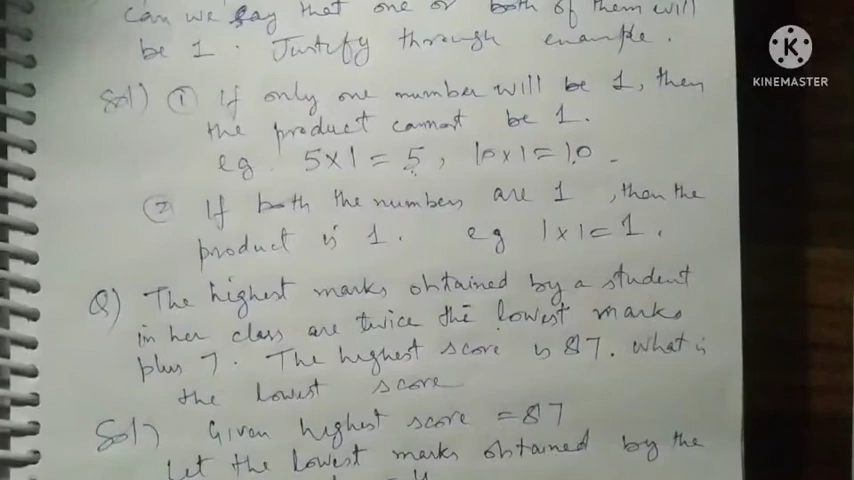 can we say that one or both of them will
be 1. Justify through example.
Sol) ① If only one number will be 1, then
the product cannot be 1.
eg. 5×1 = 5, 10×1 = 10.
② If both the numbers are 1, then the
product is 1. eg 1×1 = 1.
Q) The highest marks obtained by a student
in her class are twice the lowest marks
plus 7. The highest score is 87. what is
the lowest score
Sol) Given highest score = 87
Let the lowest marks obtained by the
KINEMASTER